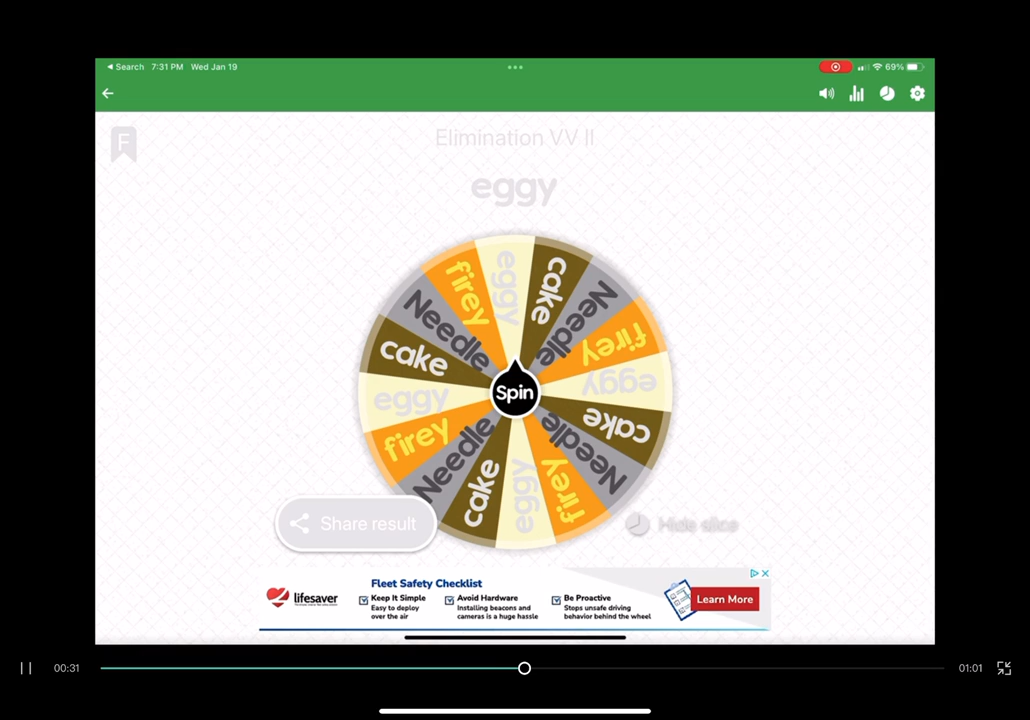 Search 7:31 PM Wed Jan 19
69%
F
Elimination VV II
eggy
eggy
cake
Needle
firey
eggy
cake
Needle
firey
eggy
cake
Needle
firey
eggy
cake
Needle
firey
Spin
Share result
Hide slice
lifesaver
Fleet Safety Checklist
Keep It Simple
Easy to deploy
over the air
Avoid Hardware
Installing beacons and
cameras is a huge hassle
Be Proactive
Stops unsafe driving
behavior behind the wheel
Learn More
00:31
01:01